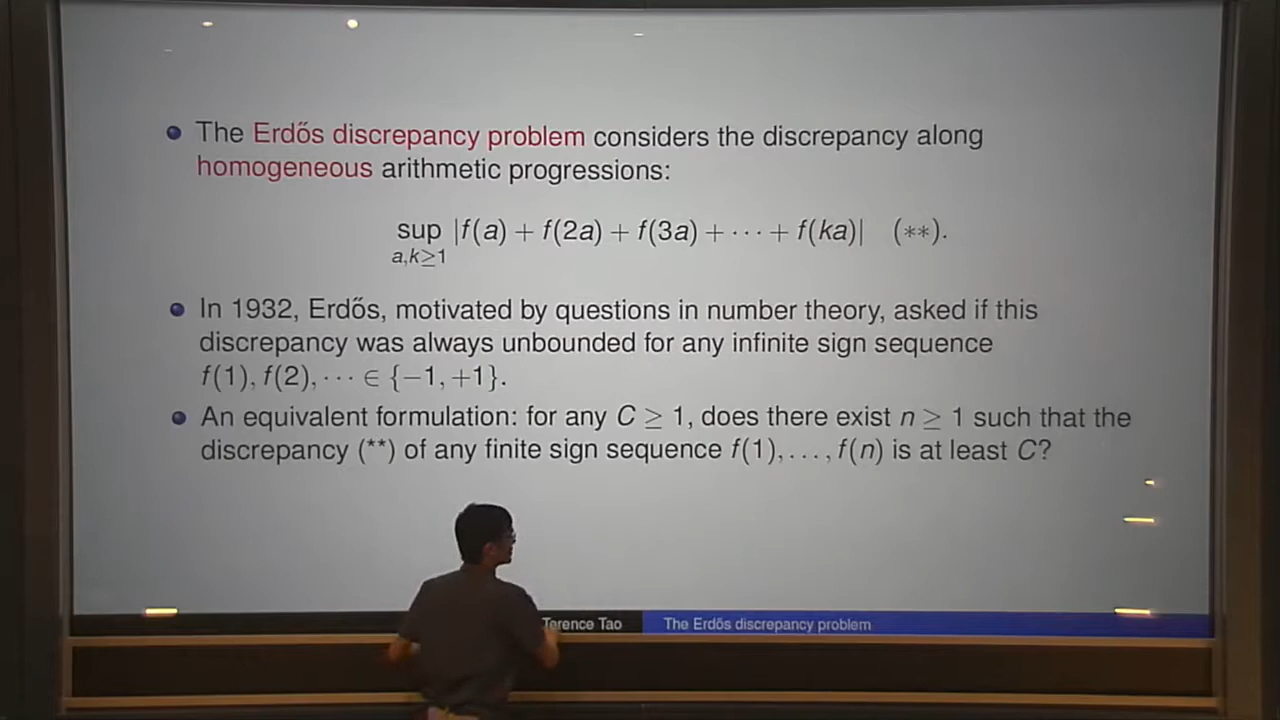 The Erdős discrepancy problem considers the discrepancy along
homogeneous arithmetic progressions:
sup |f(a) + f(2a) + f(3a) + ⋯ + f(ka)| (∗∗).
a,k≥1
In 1932, Erdős, motivated by questions in number theory, asked if this
discrepancy was always unbounded for any infinite sign sequence
f(1), f(2), ⋯ ∈ {−1, +1}.
An equivalent formulation: for any C ≥ 1, does there exist n ≥ 1 such that the
discrepancy (**) of any finite sign sequence f(1), . . . , f(n) is at least C?
Terence Tao The Erdős discrepancy problem